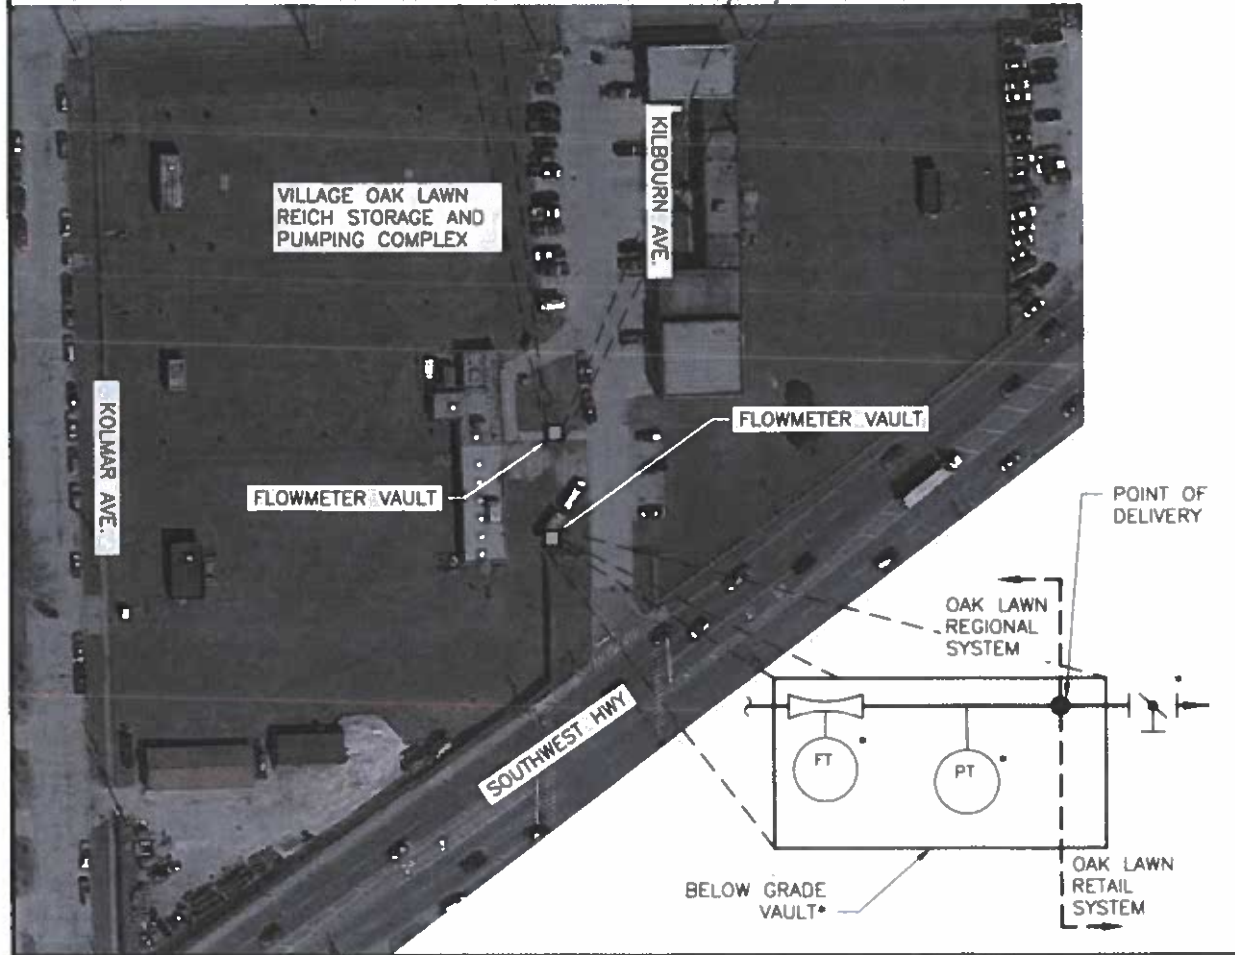 KILBOURN AVE.
VILLAGE OAK LAWN
REICH STORAGE AND
PUMPING COMPLEX
KOLMAR AVE.
FLOWMETER VAULT
FLOWMETER VAULT
POINT OF
DELIVERY
OAK LAWN
REGIONAL
SYSTEM
SOUTHWEST HWY
FT
PT
BELOW GRADE
VAULT*
OAK LAWN
RETAIL
SYSTEM